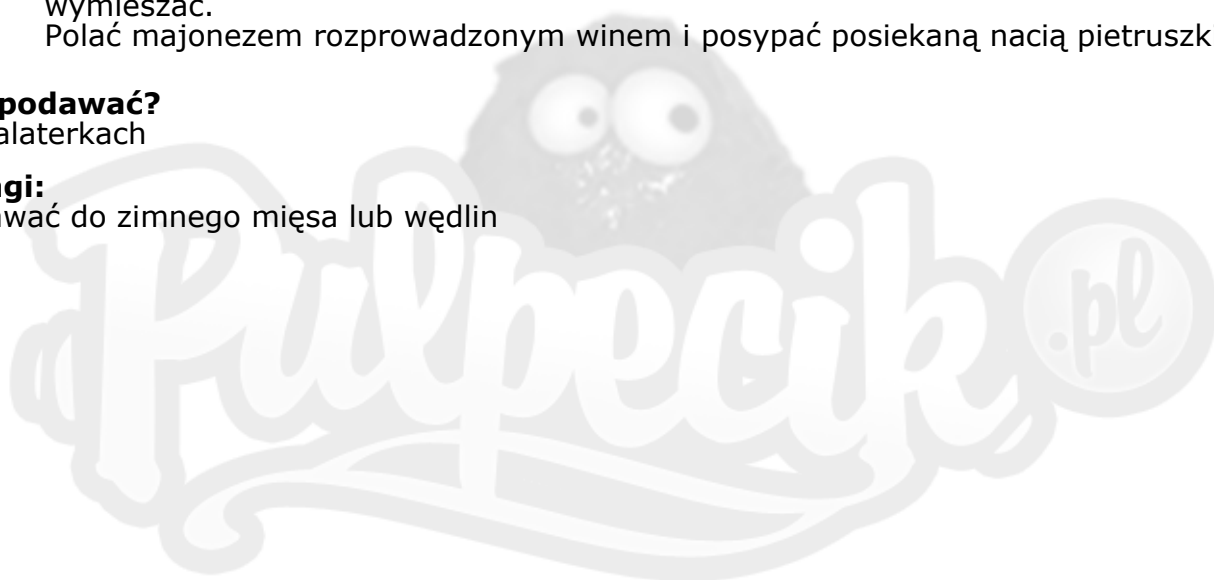 wymieszać.
Polać majonezem rozprowadzonym winem i posypać posiekaną nacią pietruszk
podawać?
alaterkach
gi:
wać do zimnego mięsa lub wędlin
Pulpecik .pl